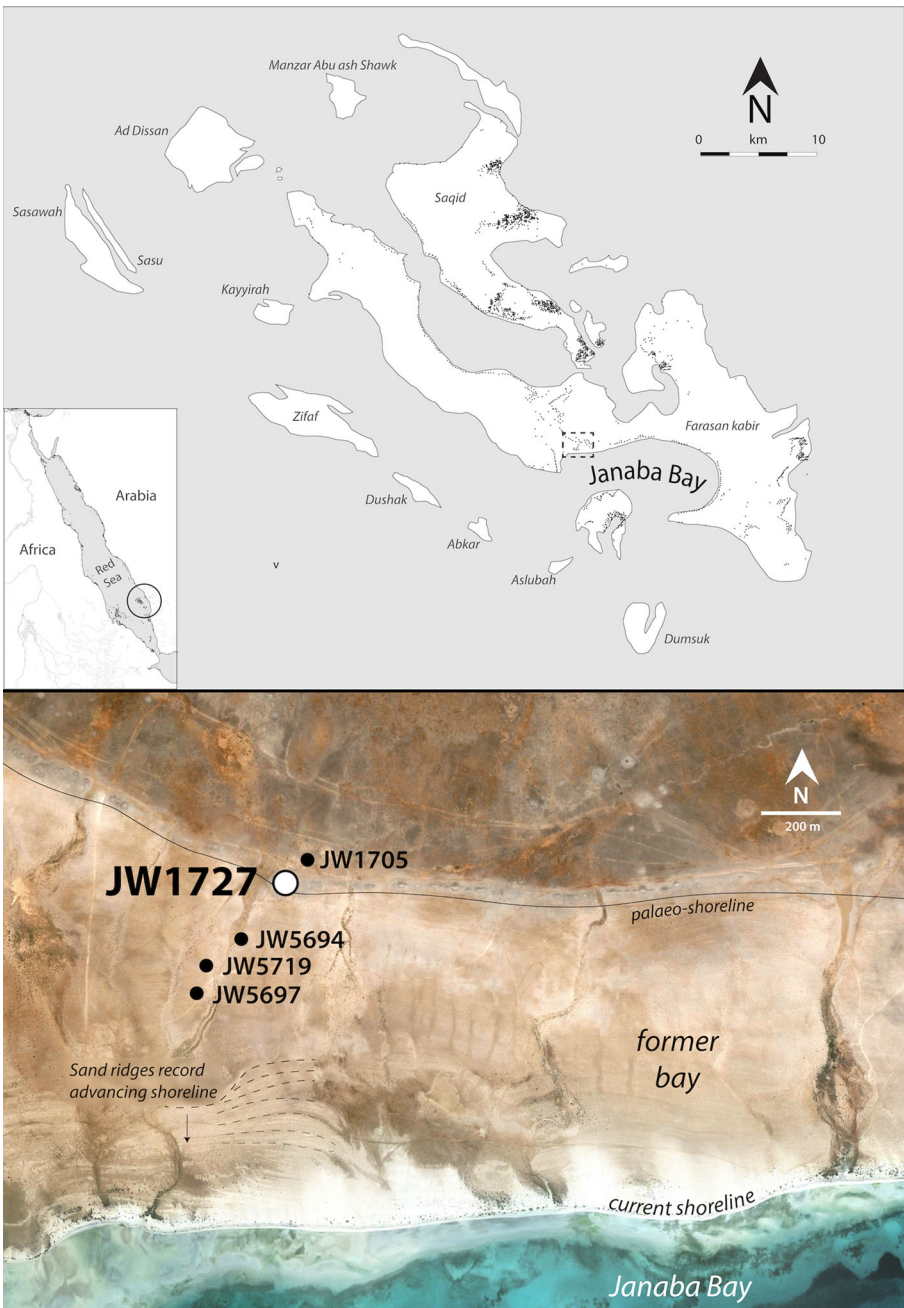 Manzar Abu ash Shawk
N
0 km 10
Ad Dissan
Saqid
Sasawah
Sasu
Kayyirah
Zifaf
Farasan kabir
Janaba Bay
Dushak
Abkar
Aslubah
v
Dumsuk
Arabia
Africa
Red
Sea
N
200 m
JW1705
JW1727
palaeo-shoreline
JW5694
JW5719
JW5697
former
bay
Sand ridges record
advancing shoreline
current shoreline
Janaba Bay